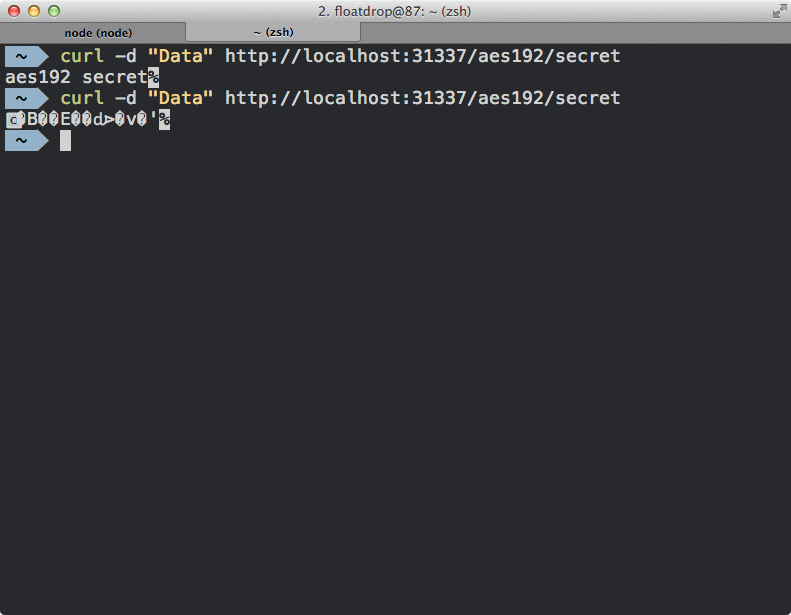 2. floatdrop@87: ~ (zsh)
node (node)
~ (zsh)
~ curl -d "Data" http://localhost:31337/aes192/secret
aes192 secret%
~ curl -d "Data" http://localhost:31337/aes192/secret
�B��E��d⊳�v�'%
~